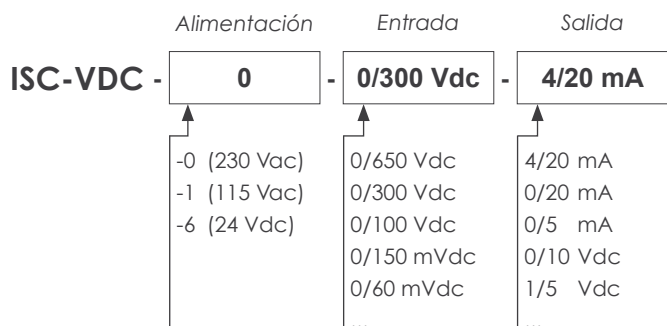 Alimentación Entrada Salida
ISC-VDC - 0 - 0/300 Vdc - 4/20 mA
-0 (230 Vac) 0/650 Vdc 4/20 mA
-1 (115 Vac) 0/300 Vdc 0/20 mA
-6 (24 Vdc) 0/100 Vdc 0/5 mA
0/150 mVdc 0/10 Vdc
0/60 mVdc 1/5 Vdc
... ...